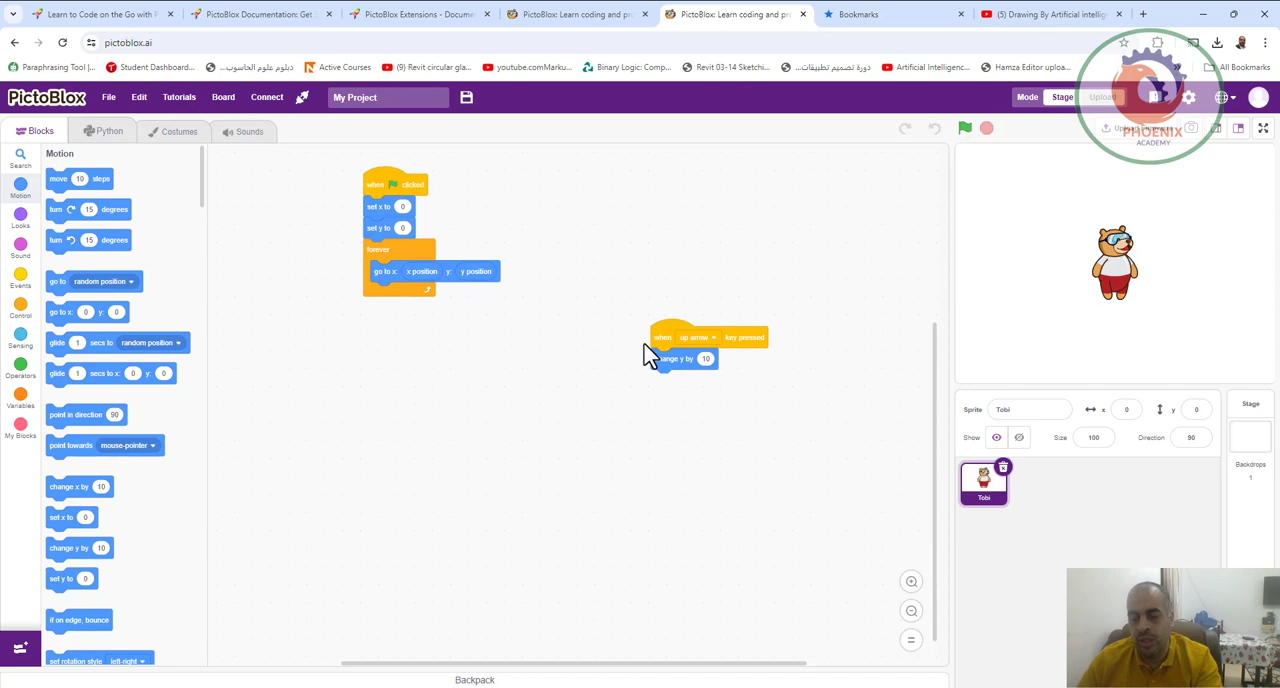 Learn to Code on the Go with P
PictoBlox Documentation: Get S
PictoBlox Extensions - Docume
PictoBlox: Learn coding and pro
PictoBlox: Learn coding and pro
Bookmarks
(5) Drawing By Artificial intellige
pictoblox.ai
Paraphrasing Tool |...
Student Dashboard...
دبلوم علوم الحاسوب...
Active Courses
(9) Revit
youtube.com/Marku...
Binary Logic: Comp...
Revit 03-14 Sketchi...
دورة تصميم تطبيقات...
Artificial Intelligenc...
Hamza Editor uploa...
All Bookmarks
PictoBlox
File
Edit
Tutorials
Board
Connect
My Project
Mode
Stage
Upload
PHOENIX
ACADEMY
Blocks
Python
Costumes
Sounds
Search
Motion
Looks
Sound
Events
Control
Sensing
Operators
Variables
My Blocks
Motion
move 10 steps
turn 15 degrees
turn 15 degrees
go to random position
go to x: 0 y: 0
glide 1 secs to random position
glide 1 secs to x: 0 y: 0
point in direction 90
point towards mouse-pointer
change x by 10
set x to 0
change y by 10
set y to 0
if on edge, bounce
set rotation style left-right
when clicked
set x to 0
set y to 0
forever
go to x: x position y: y position
when up arrow key pressed
change y by 10
Sprite Tobi x 0 y 0
Show Size 100 Direction 90
Tobi
Stage
Backdrops
1
Backpack